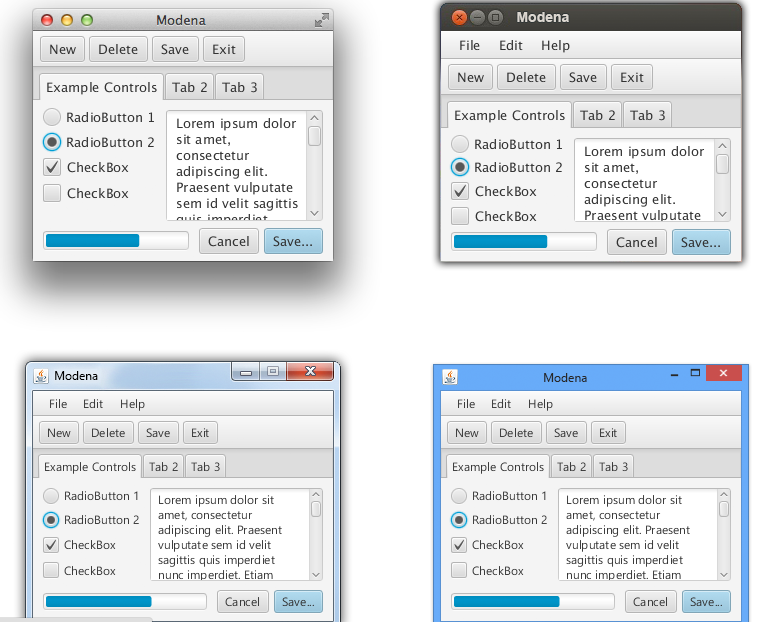 Modena
New Delete Save Exit
Example Controls Tab 2 Tab 3
RadioButton 1
RadioButton 2
CheckBox
CheckBox
Lorem ipsum dolor
sit amet,
consectetur
adipiscing elit.
Praesent vulputate
sem id velit sagittis
quis imperdiet
Cancel Save...
Modena
File Edit Help
New Delete Save Exit
Example Controls Tab 2 Tab 3
RadioButton 1
RadioButton 2
CheckBox
CheckBox
Lorem ipsum dolor
sit amet,
consectetur
adipiscing elit.
Praesent vulputate
Cancel Save...
Modena
File Edit Help
New Delete Save Exit
Example Controls Tab 2 Tab 3
RadioButton 1
RadioButton 2
CheckBox
CheckBox
Lorem ipsum dolor sit
amet, consectetur
adipiscing elit. Praesent
vulputate sem id velit
sagittis quis imperdiet
nunc imperdiet. Etiam
Cancel Save...
Modena
File Edit Help
New Delete Save Exit
Example Controls Tab 2 Tab 3
RadioButton 1
RadioButton 2
CheckBox
CheckBox
Lorem ipsum dolor sit
amet, consectetur
adipiscing elit. Praesent
vulputate sem id velit
sagittis quis imperdiet
nunc imperdiet. Etiam
Cancel Save...